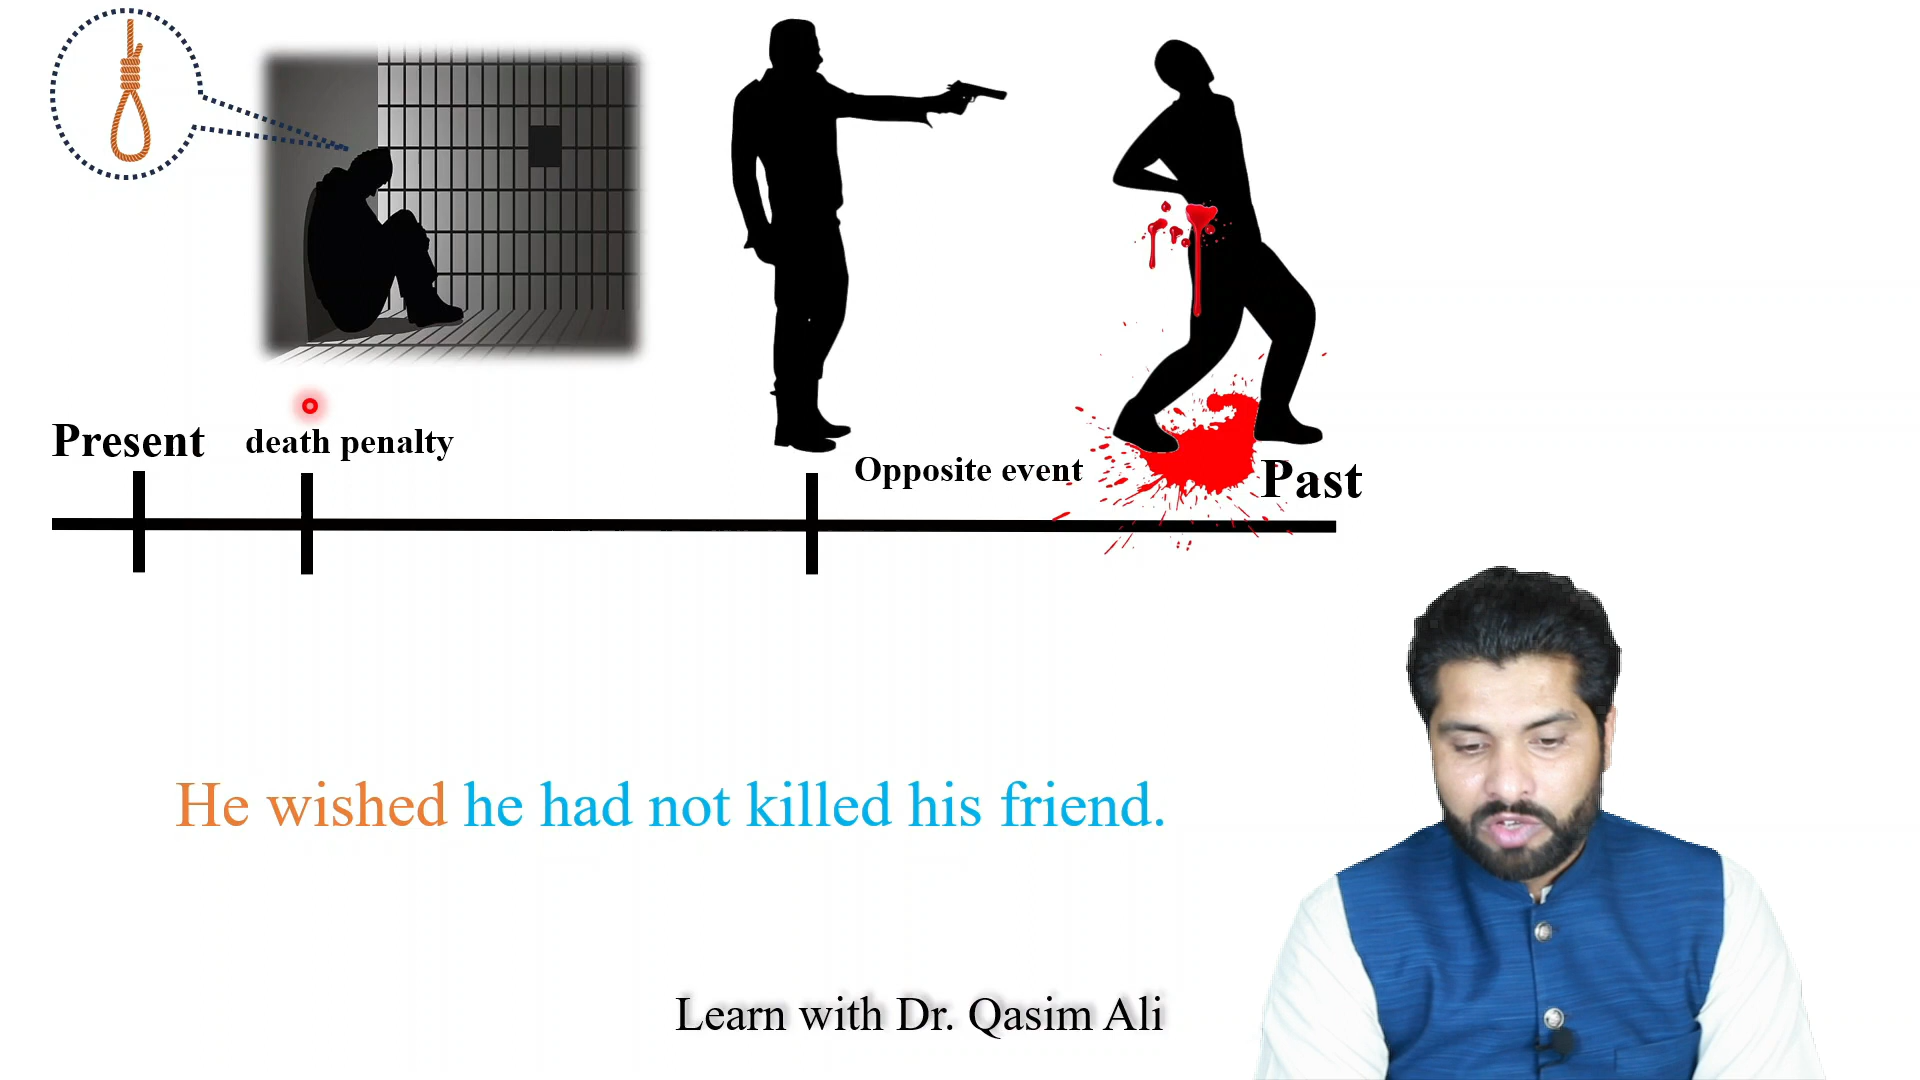 Present
death penalty
Opposite event
Past
He wished he had not killed his friend.
Learn with Dr. Qasim Ali